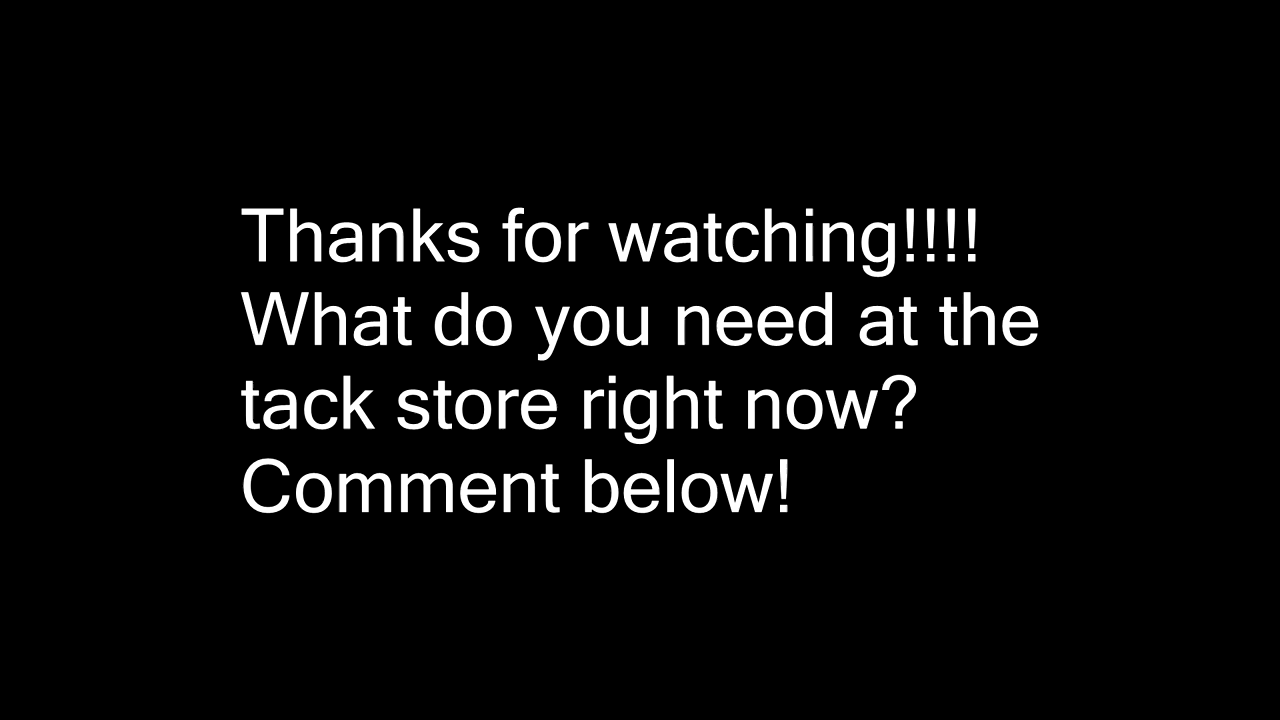 Thanks for watching!!!!
What do you need at the
tack store right now?
Comment below!